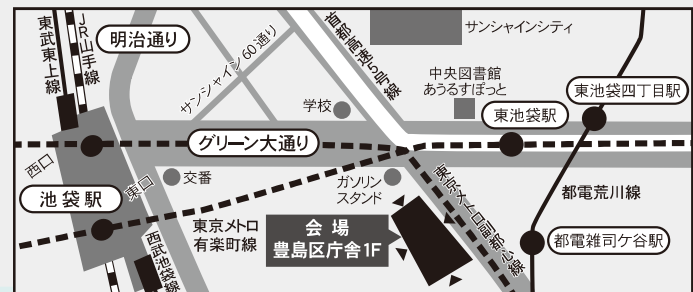 東武東上線
JR山手線
明治通り
サンシャイン60通り
首都高速5号線
サンシャインシティ
中央図書館
あうるすぽっと
東池袋四丁目駅
学校
東池袋駅
グリーン大通り
西口
池袋駅
東口
交番
ガソリン
スタンド
東京メトロ副都心線
都電荒川線
東京メトロ
有楽町線
西武池袋線
会場
豊島区庁舎1F
都電雑司ケ谷駅